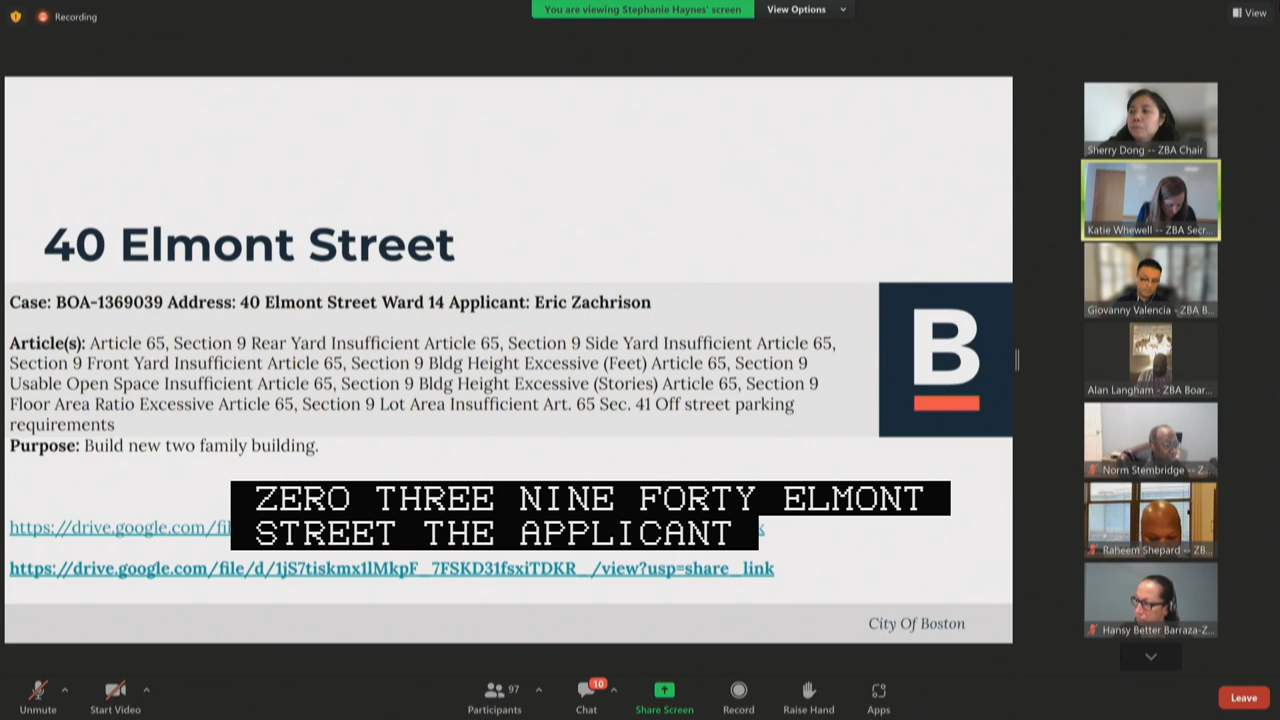 Recording
You are viewing Stephanie Haynes' screen
View Options
View
40 Elmont Street
Case: BOA-1369039 Address: 40 Elmont Street Ward 14 Applicant: Eric Zachrison
Article(s): Article 65, Section 9 Rear Yard Insufficient Article 65, Section 9 Side Yard Insufficient Article 65,
Section 9 Front Yard Insufficient Article 65, Section 9 Bldg Height Excessive (Feet) Article 65, Section 9
Usable Open Space Insufficient Article 65, Section 9 Bldg Height Excessive (Stories) Article 65, Section 9
Floor Area Ratio Excessive Article 65, Section 9 Lot Area Insufficient Art. 65 Sec. 41 Off street parking
requirements
Purpose: Build new two family building.
B
ZERO THREE NINE FORTY ELMONT
STREET THE APPLICANT
https://drive.google.com/fil
https://drive.google.com/file/d/1jS7tiskmx1lMkpF_7FSKD31fsxiTDKR_/view?usp=share_link
City Of Boston
Sherry Dong -- ZBA Chair
Katie Whewell -- ZBA Secr...
Giovanny Valencia - ZBA B...
Alan Langham - ZBA Boar...
Norm Stembridge -- Z...
Raheem Shepard -- ZB...
Hansy Better Barraza-Z...
Unmute
Start Video
97
Participants
10
Chat
Share Screen
Record
Raise Hand
Apps
Leave